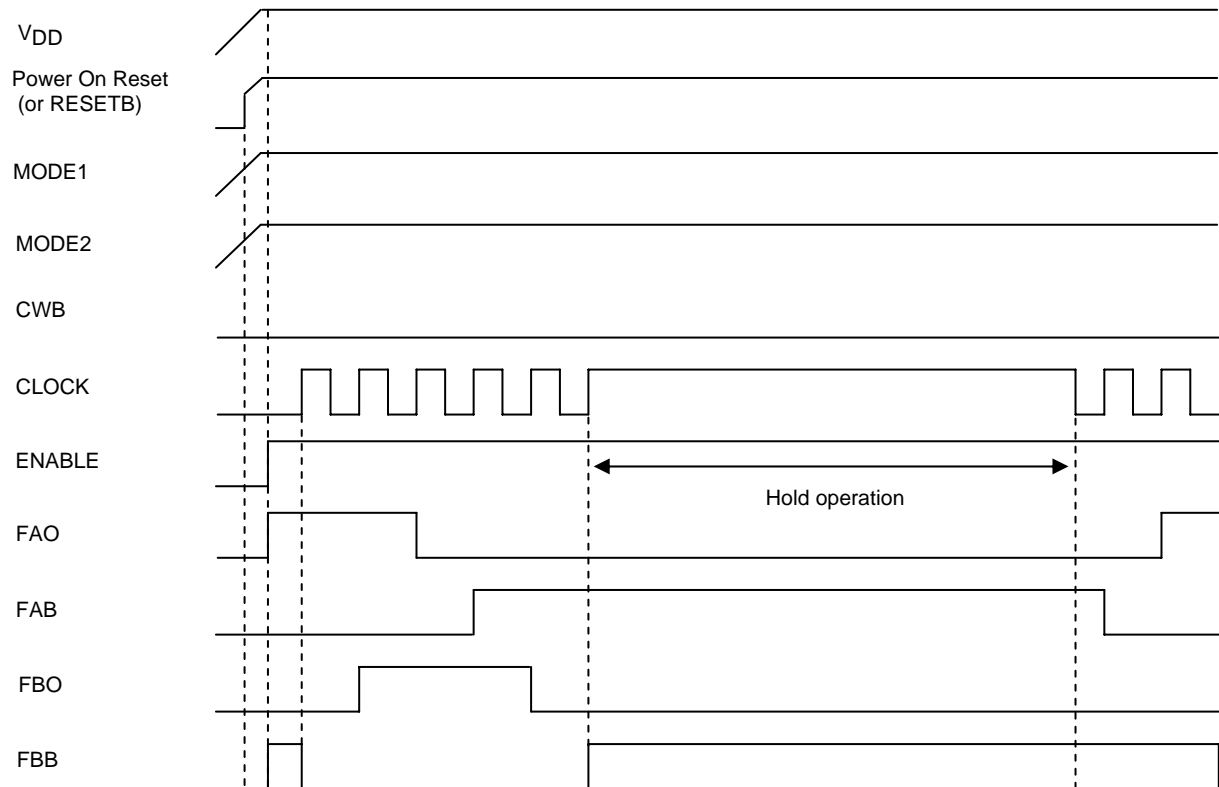 VDD
Power On Reset
(or RESETB)
MODE1
MODE2
CWB
CLOCK
ENABLE
Hold operation
FAO
FAB
FBO
FBB